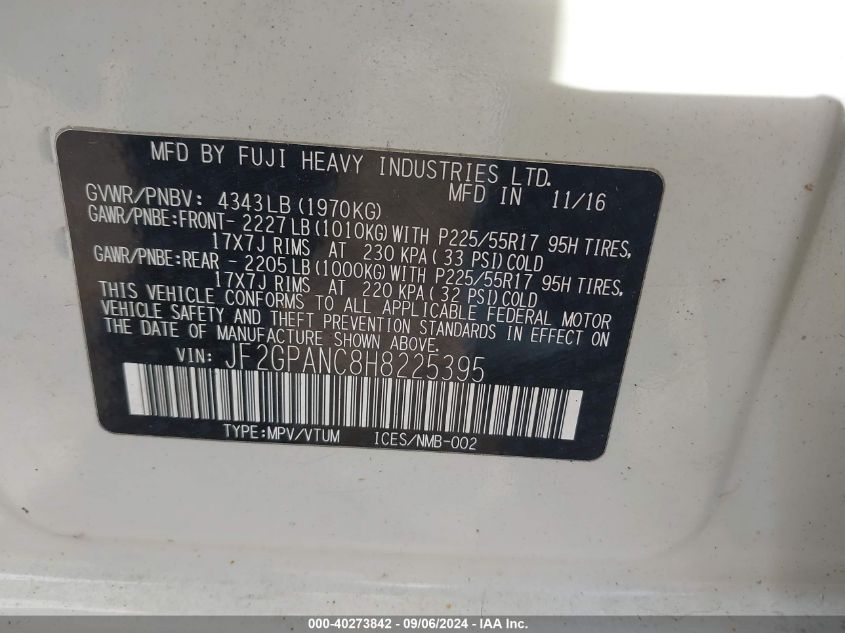 MFD BY FUJI HEAVY INDUSTRIES LTD.
MFD IN 11/16
GVWR/PNBV: 4343LB(1970KG)
GAWR/PNBE:FRONT- 2227LB(1010KG)WITH P225/55R17 95H TIRES,
17X7J RIMS AT 230 KPA(33 PSI)COLD
GAWR/PNBE:REAR - 2205LB(1000KG)WITH P225/55R17 95H TIRES,
17X7J RIMS AT 220 KPA(32 PSI)COLD
THIS VEHICLE CONFORMS TO ALL APPLICABLE FEDERAL MOTOR
VEHICLE SAFETY AND THEFT PREVENTION STANDARDS IN EFFECT ON
THE DATE OF MANUFACTURE SHOWN ABOVE.
VIN: JF2GPANC8H8225395
TYPE:MPV/VTUM ICES/NMB-002
000-40273842 - 09/06/2024 - IAA, Inc.